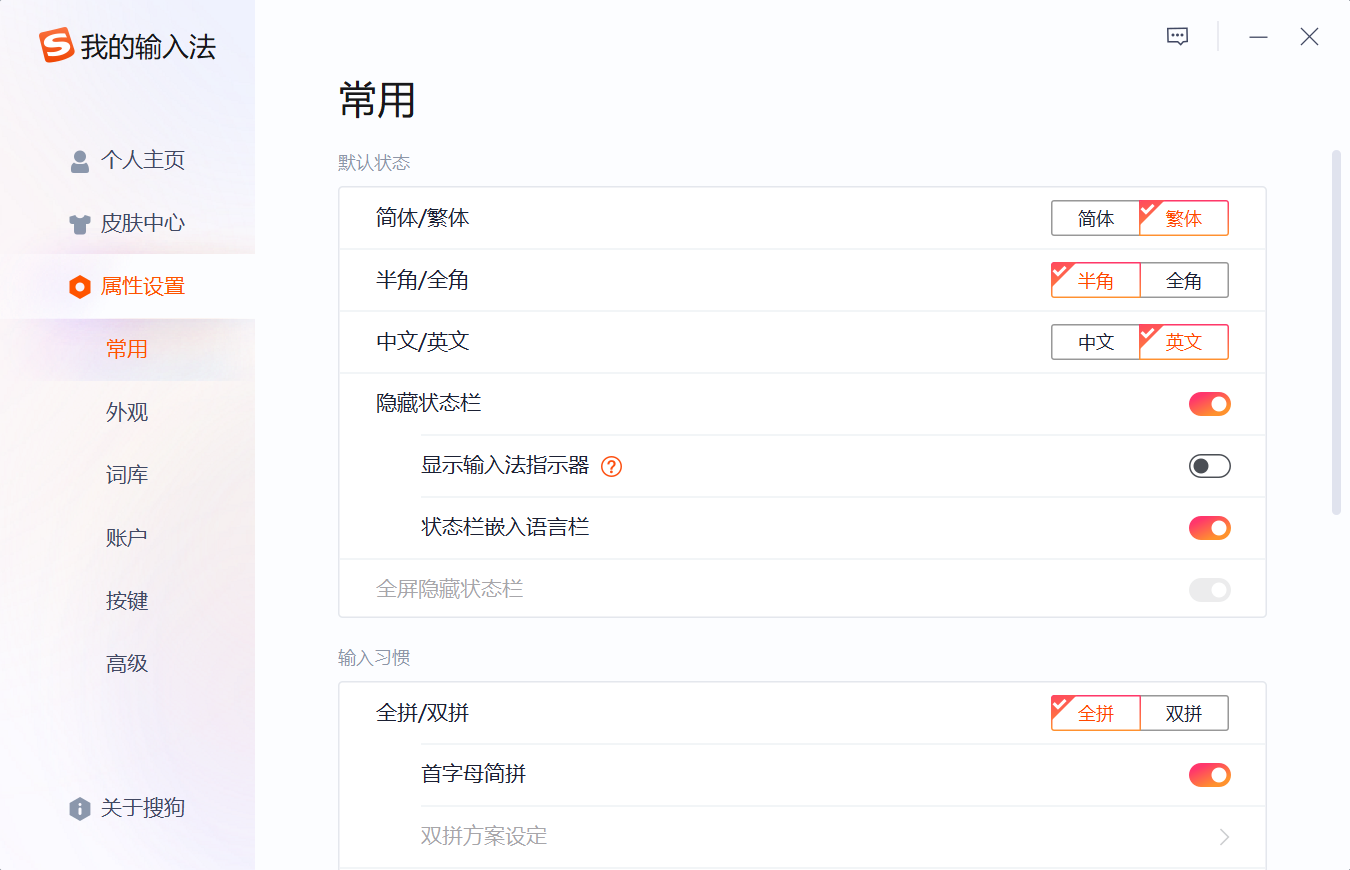 我的输入法
个人主页
皮肤中心
属性设置
常用
外观
词库
账户
按键
高级
关于搜狗
常用
默认状态
简体/繁体 简体 繁体
半角/全角 半角 全角
中文/英文 中文 英文
隐藏状态栏
显示输入法指示器 ?
状态栏嵌入语言栏
全屏隐藏状态栏
输入习惯
全拼/双拼 全拼 双拼
首字母简拼
双拼方案设定